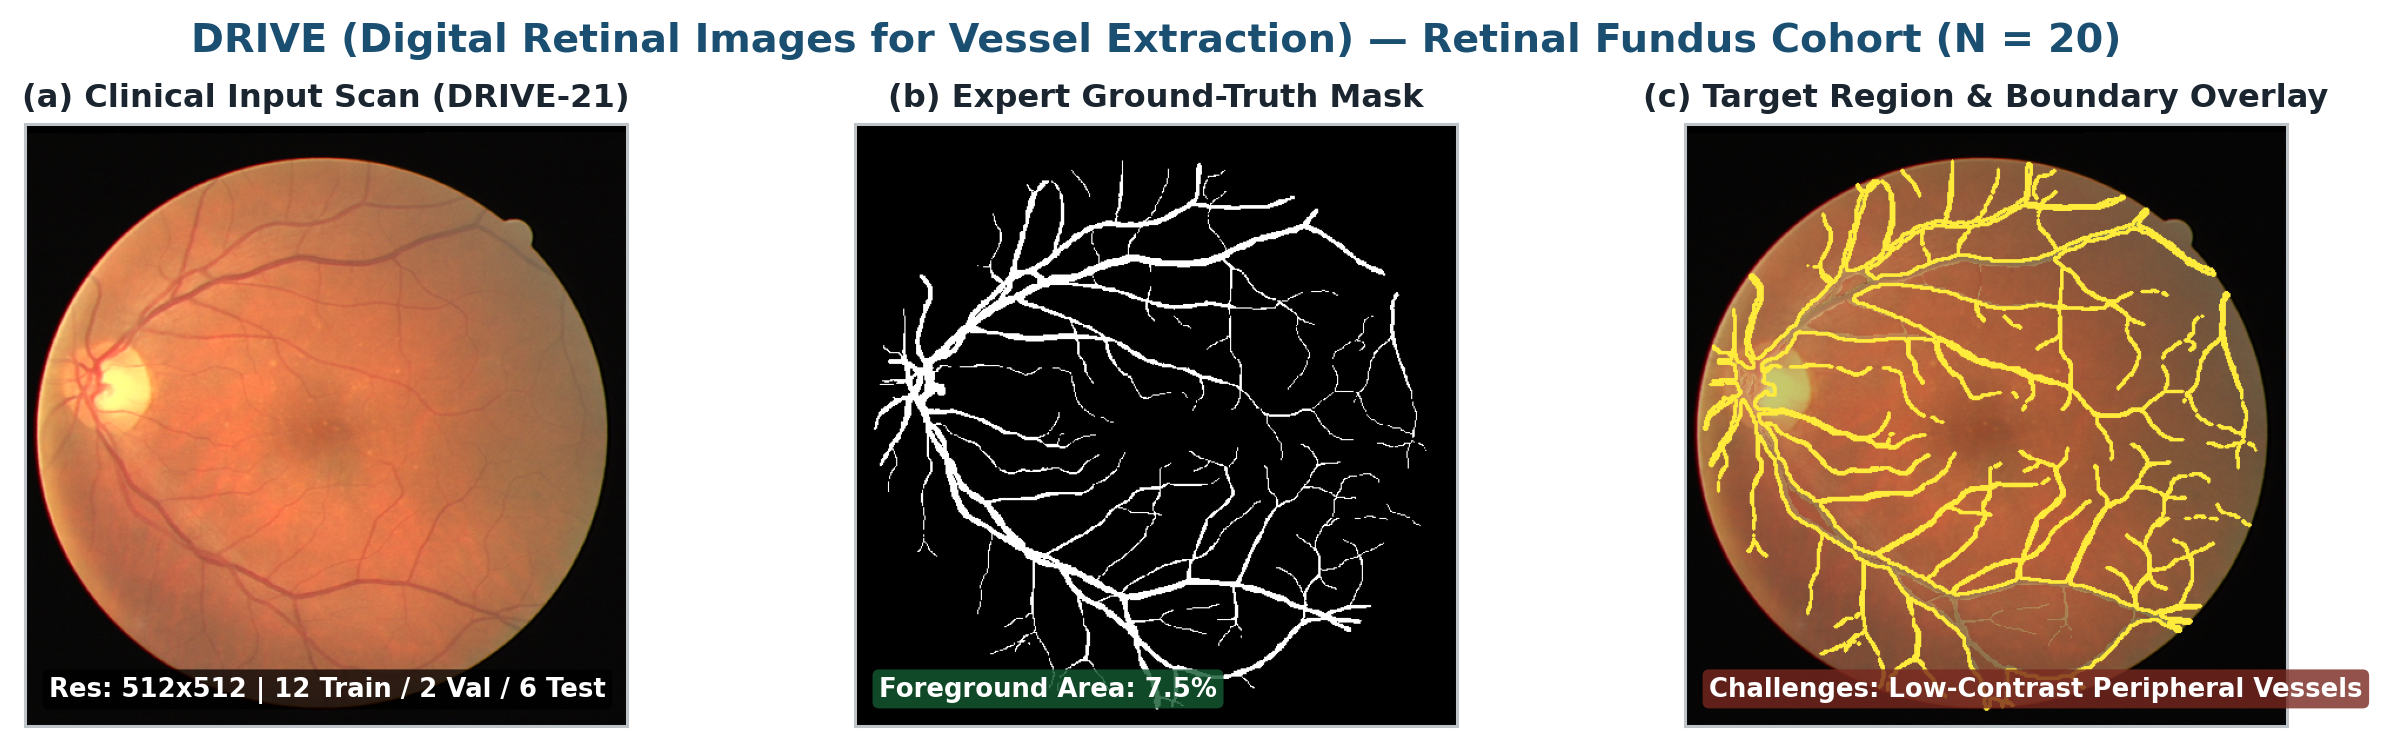 DRIVE (Digital Retinal Images for Vessel Extraction) — Retinal Fundus Cohort (N = 20)
(a) Clinical Input Scan (DRIVE-21)
(b) Expert Ground-Truth Mask
(c) Target Region & Boundary Overlay
Res: 512x512 | 12 Train / 2 Val / 6 Test
Foreground Area: 7.5%
Challenges: Low-Contrast Peripheral Vessels